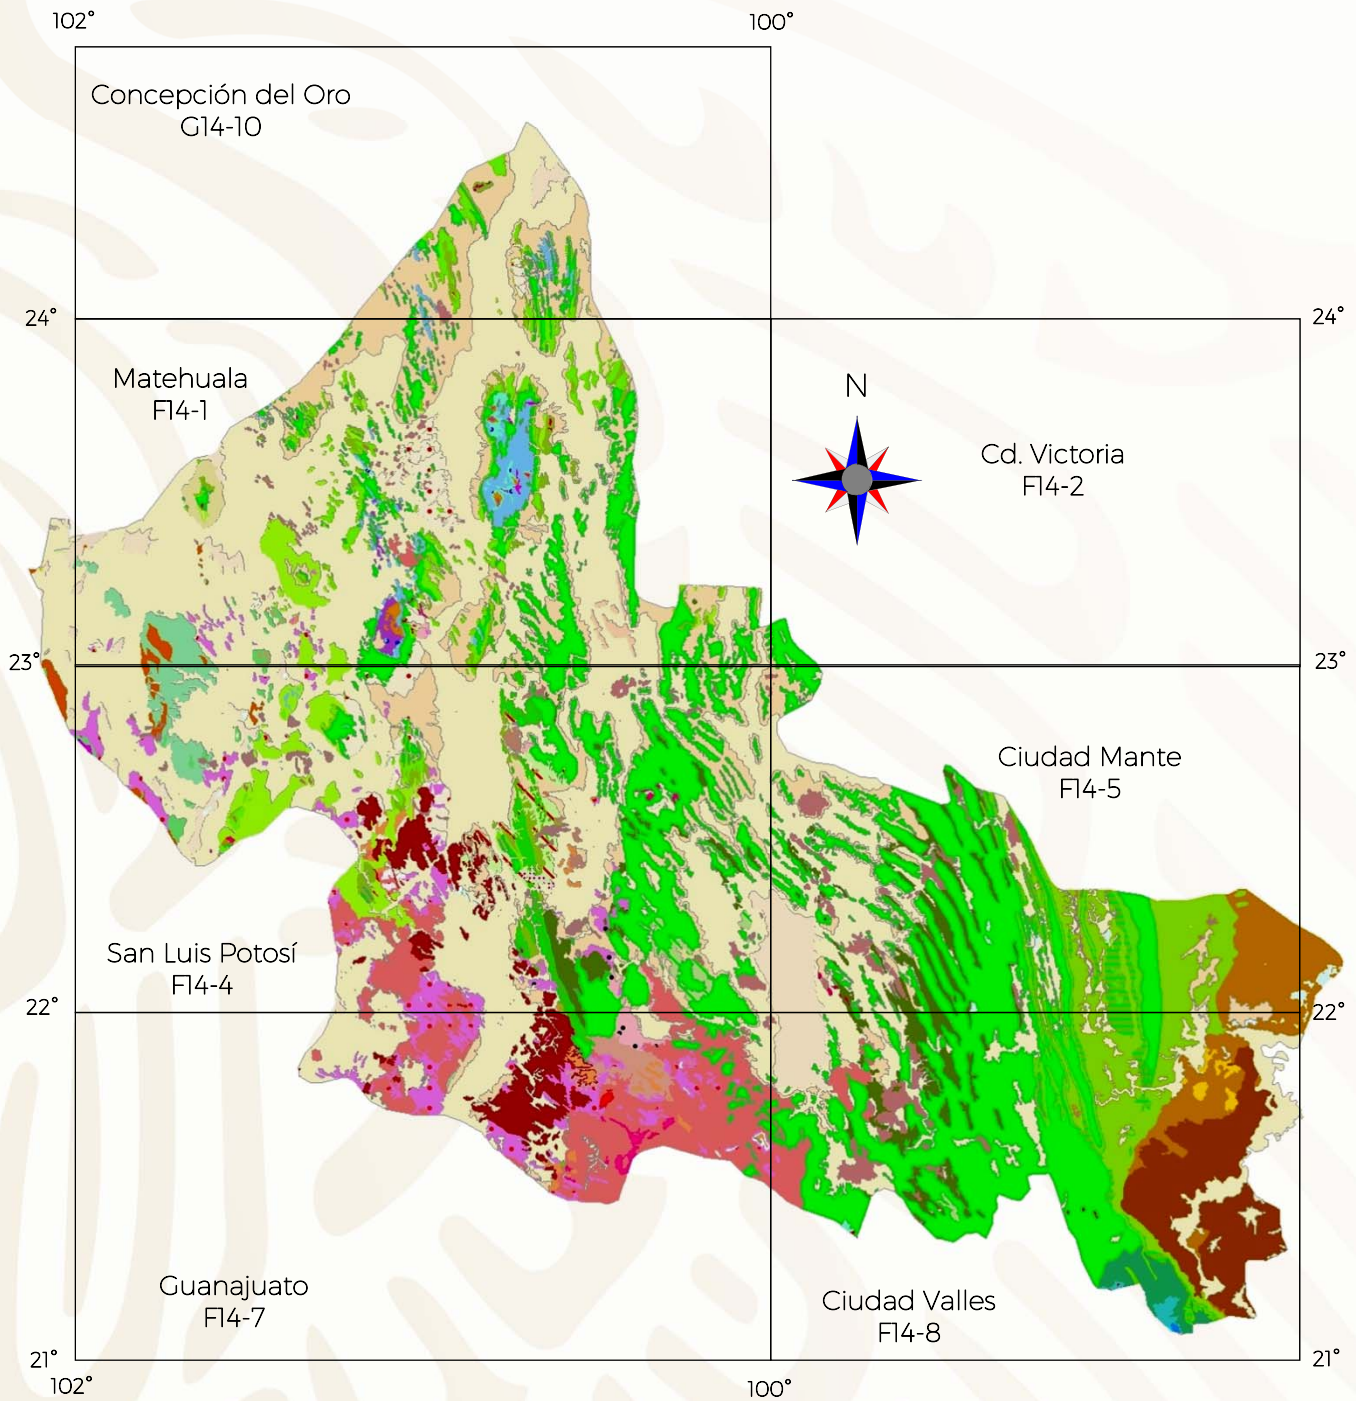 102°
100°
Concepción del Oro
G14-10
24°
24°
Matehuala
F14-1
N
Cd. Victoria
F14-2
23°
23°
Ciudad Mante
F14-5
San Luis Potosí
F14-4
22°
22°
Guanajuato
F14-7
Ciudad Valles
F14-8
21°
21°
102°
100°